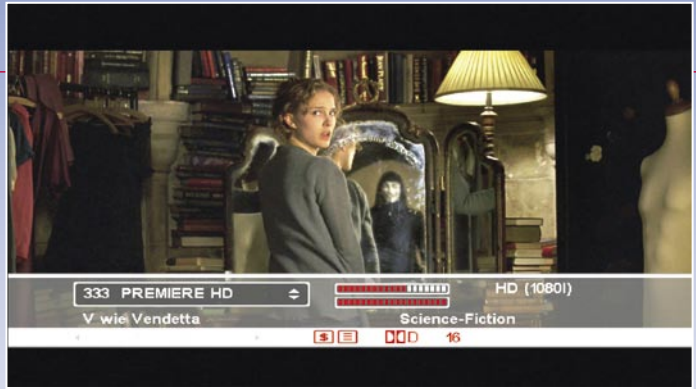 333 PREMIERE HD
HD (1080I)
V wie Vendetta
Science-Fiction
$ D 16